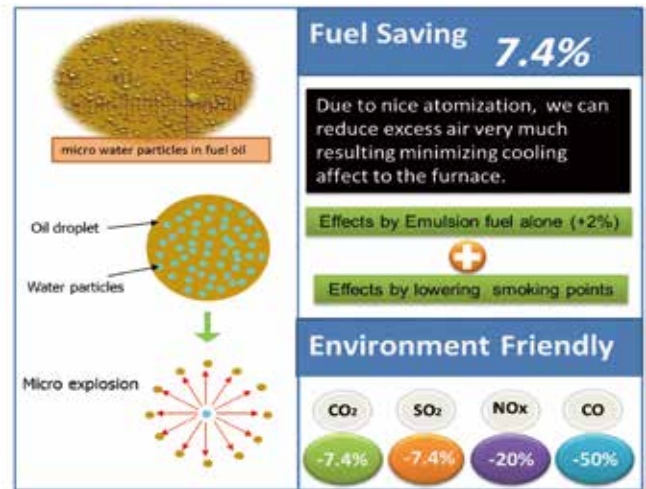 micro water particles in fuel oil
Oil droplet
Water particles
Micro explosion
Fuel Saving 7.4%
Due to nice atomization, we can
reduce excess air very much
resulting minimizing cooling
affect to the furnace.
Effects by Emulsion fuel alone (+2%)
Effects by lowering smoking points
Environment Friendly
CO₂ SO₂ NOx CO
-7.4% -7.4% -20% -50%